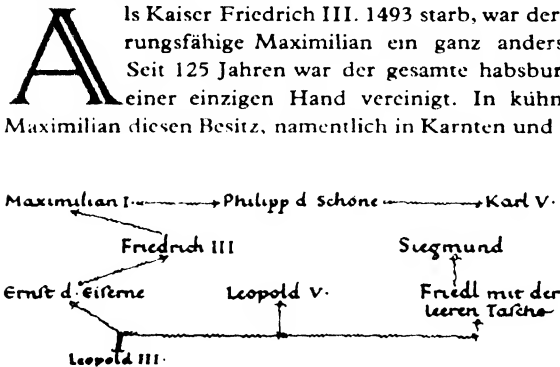 Als Kaiser Friedrich III. 1493 starb, war der
rungsfähige Maximilian ein ganz anders
Seit 125 Jahren war der gesamte habsbur
einer einzigen Hand vereinigt. In kühn
Maximilian diesen Besitz, namentlich in Karnten und
Maximilian I. Philipp d Schöne Karl V.
Friedrich III Siegmund
Ernst d. Eiserne Leopold V. Friedl mit der
leeren Tasche
Leopold III.